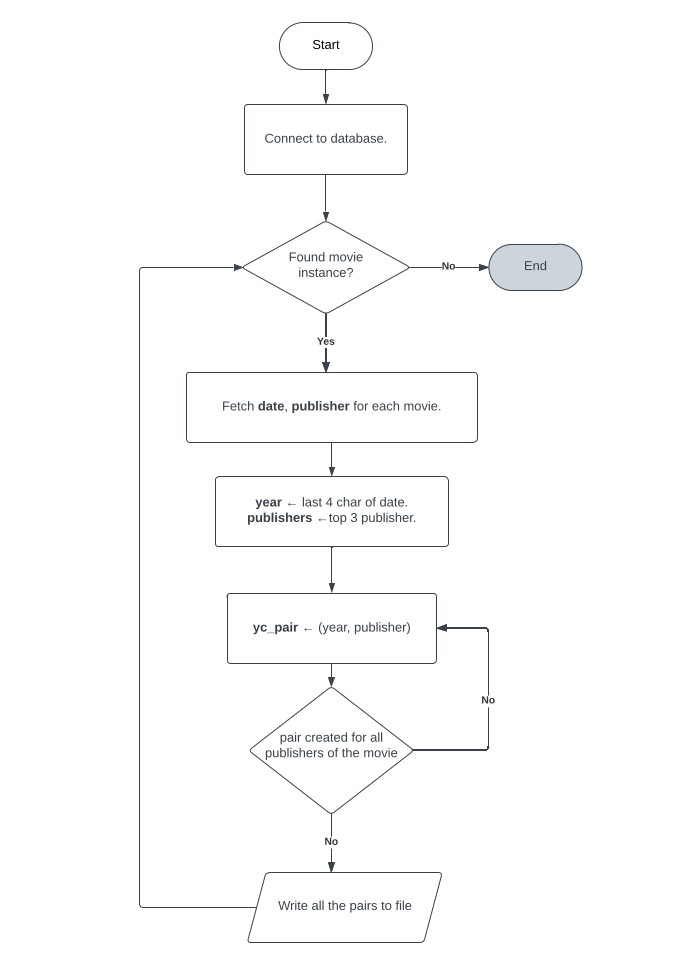 Start
Connect to database.
Found movie
instance?
No
End
Yes
Fetch date, publisher for each movie.
year ← last 4 char of date.
publishers ←top 3 publisher.
yc_pair ← (year, publisher)
No
pair created for all
publishers of the movie
No
Write all the pairs to file